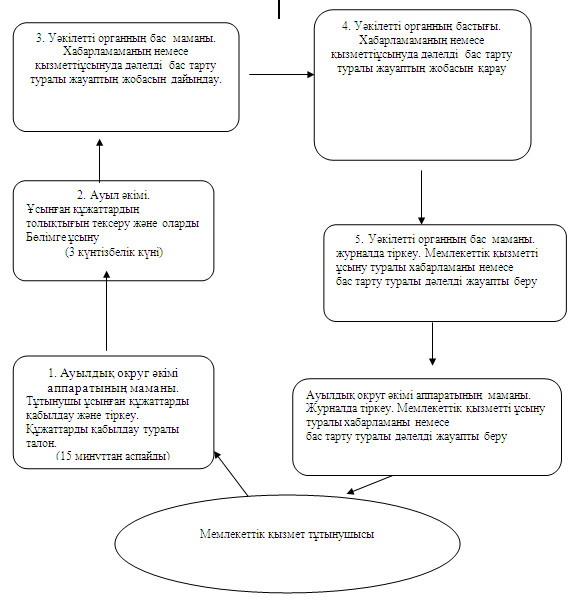 3. Уәкілетті органның бас маманы.
Хабарламаның немесе
қызметтіұсынуда дәлелді бас тарту
туралы жауаптың жобасын дайындау.
4. Уәкілетті органның бастығы.
Хабарламаның немесе
қызметтіұсынуда дәлелді бас тарту
туралы жауаптың жобасын қарау
2. Ауыл әкімі.
Ұсынған құжаттардың
толықтығын тексеру және оларды
Бөлімге ұсыну
(3 күнтізбелік күні)
5. Уәкілетті органның бас маманы.
журналда тіркеу. Мемлекеттік қызметті
ұсыну туралы хабарламаны немесе
бас тарту туралы дәлелді жауапты беру
1. Ауылдық округ әкімі
аппаратының маманы.
Тұтынушы ұсынған құжаттарды
қабылдау және тіркеу.
Құжаттарды қабылдау туралы
талон.
(15 минуттан аспайды)
Ауылдық округ әкімі аппаратының маманы.
Журналда тіркеу. Мемлекеттік қызметті ұсыну
туралы хабарламаны немесе
бас тарту туралы дәлелді жауапты беру
Мемлекеттік қызмет тұтынушысы